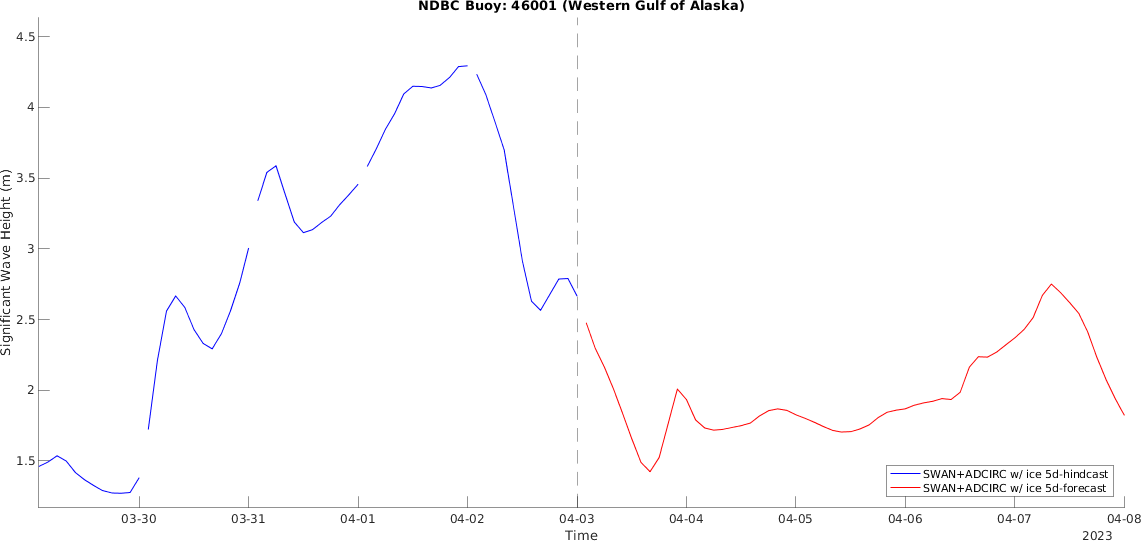 NDBC Buoy: 46001 (Western Gulf of Alaska)
4.5
4
3.5
3
2.5
2
1.5
Significant Wave Height (m)
SWAN+ADCIRC w/ ice 5d-hindcast
SWAN+ADCIRC w/ ice 5d-forecast
03-30 03-31 04-01 04-02 04-03 04-04 04-05 04-06 04-07 04-08
Time
2023